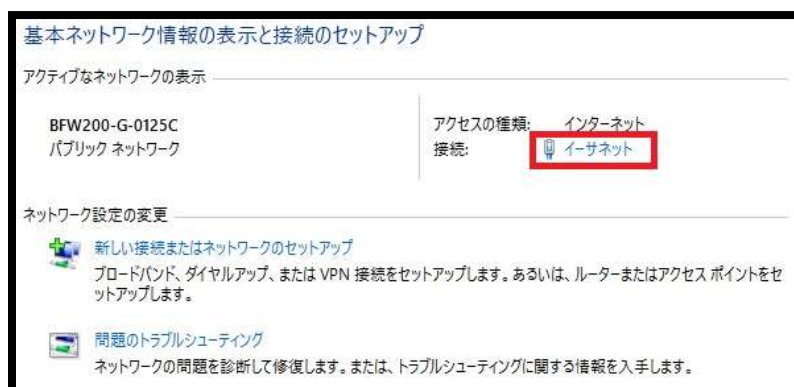 基本ネットワーク情報の表示と接続のセットアップ
アクティブなネットワークの表示
BFW200-G-0125C
パブリック ネットワーク
アクセスの種類: インターネット
接続: イーサネット
ネットワーク設定の変更
新しい接続またはネットワークのセットアップ
ブロードバンド、ダイヤルアップ、または VPN 接続をセットアップします。あるいは、ルーターまたはアクセス ポイントをセ
ットアップします。
問題のトラブルシューティング
ネットワークの問題を診断して修復します。または、トラブルシューティングに関する情報を入手します。